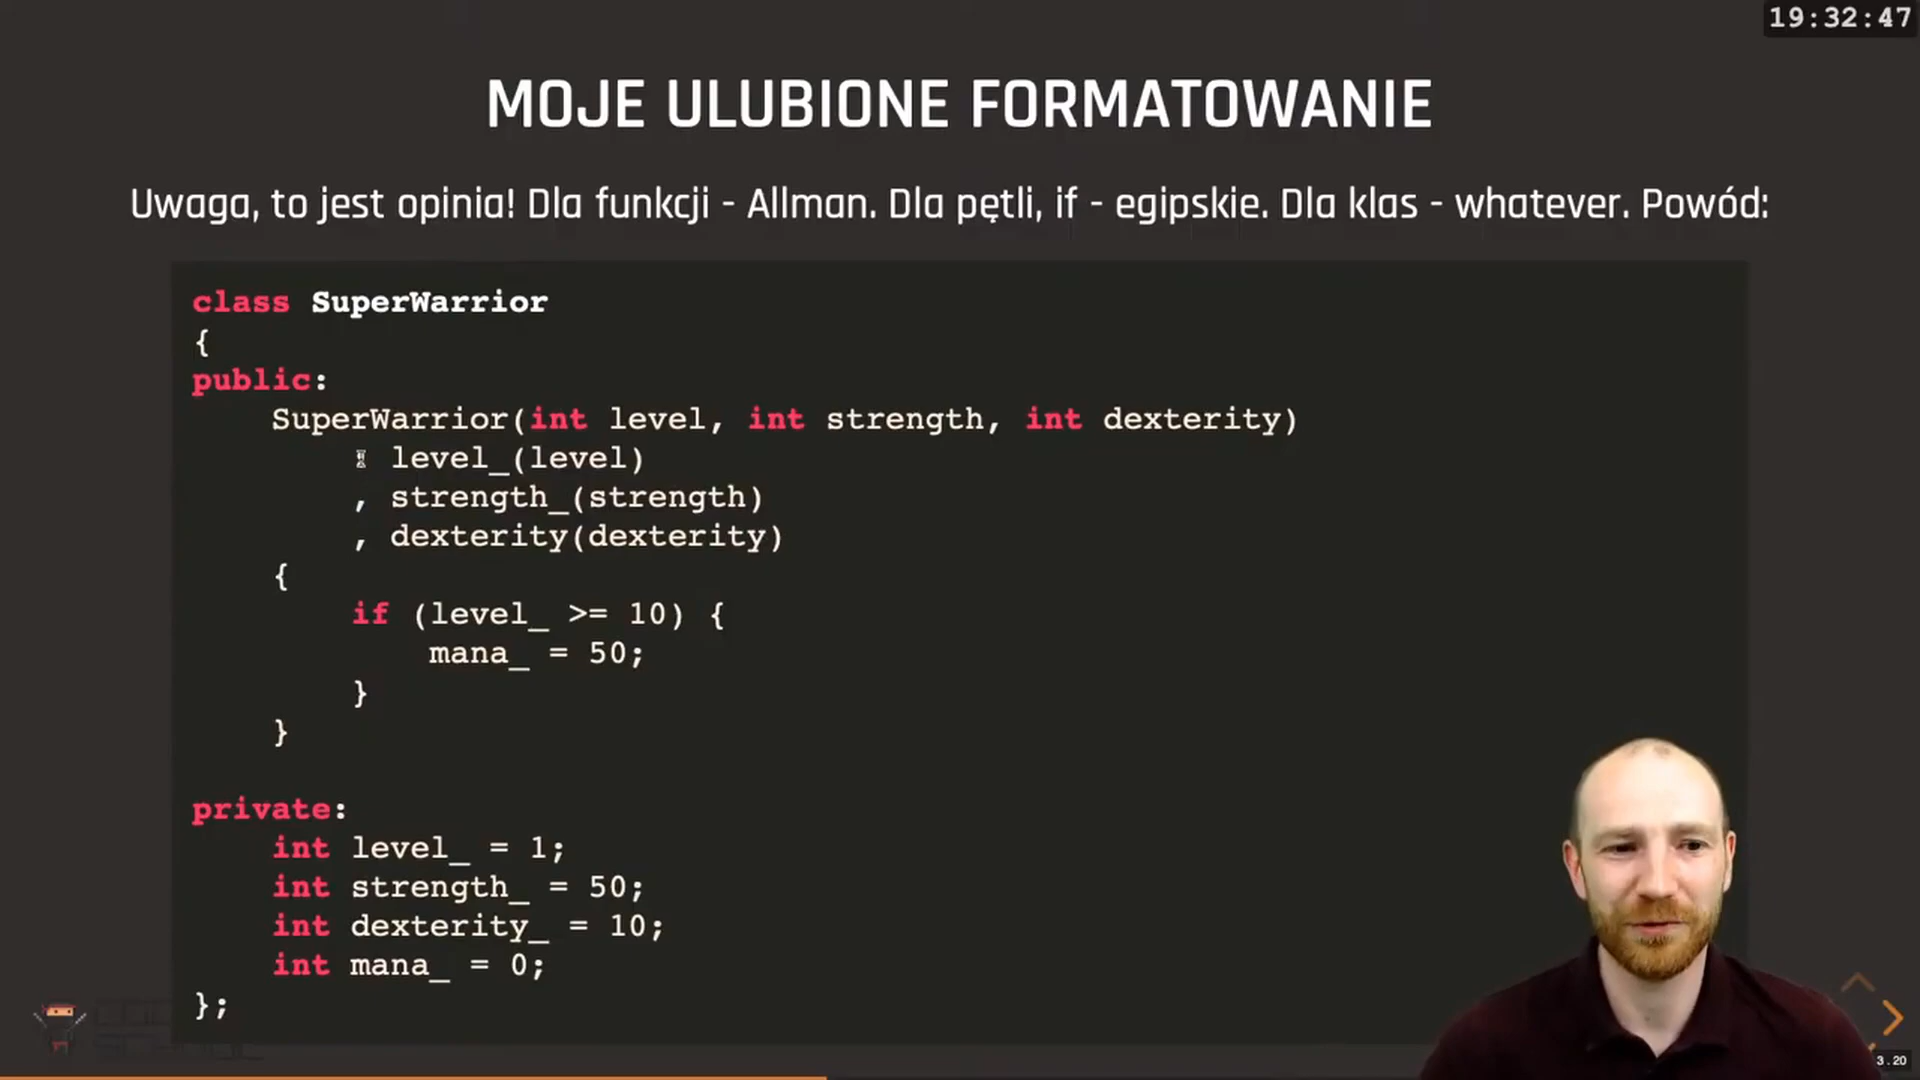 19:32:47
MOJE ULUBIONE FORMATOWANIE
Uwaga, to jest opinia! Dla funkcji - Allman. Dla pętli, if - egipskie. Dla klas - whatever. Powód:
class SuperWarrior
{
public:
SuperWarrior(int level, int strength, int dexterity)
: level_(level)
, strength_(strength)
, dexterity(dexterity)
{
if (level_ >= 10) {
mana_ = 50;
}
}
private:
int level_ = 1;
int strength_ = 50;
int dexterity_ = 10;
int mana_ = 0;
};
3.20